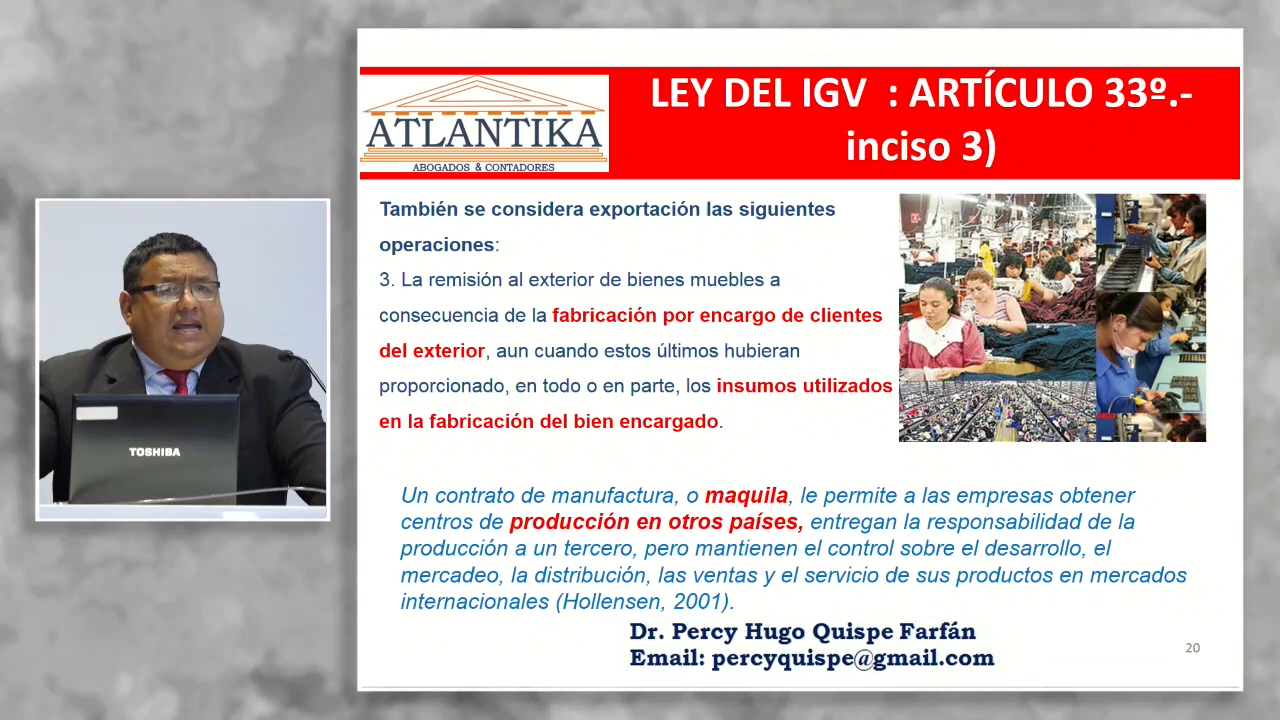 LEY DEL IGV : ARTÍCULO 33º.-
inciso 3)
ATLANTIKA
ABOGADOS & CONTADORES
También se considera exportación las siguientes
operaciones:
3. La remisión al exterior de bienes muebles a
consecuencia de la fabricación por encargo de clientes
del exterior, aun cuando estos últimos hubieran
proporcionado, en todo o en parte, los insumos utilizados
en la fabricación del bien encargado.
TOSHIBA
Un contrato de manufactura, o maquila, le permite a las empresas obtener
centros de producción en otros países, entregan la responsabilidad de la
producción a un tercero, pero mantienen el control sobre el desarrollo, el
mercadeo, la distribución, las ventas y el servicio de sus productos en mercados
internacionales (Hollensen, 2001).
Dr. Percy Hugo Quispe Farfán
Email: percyquispe@gmail.com
20